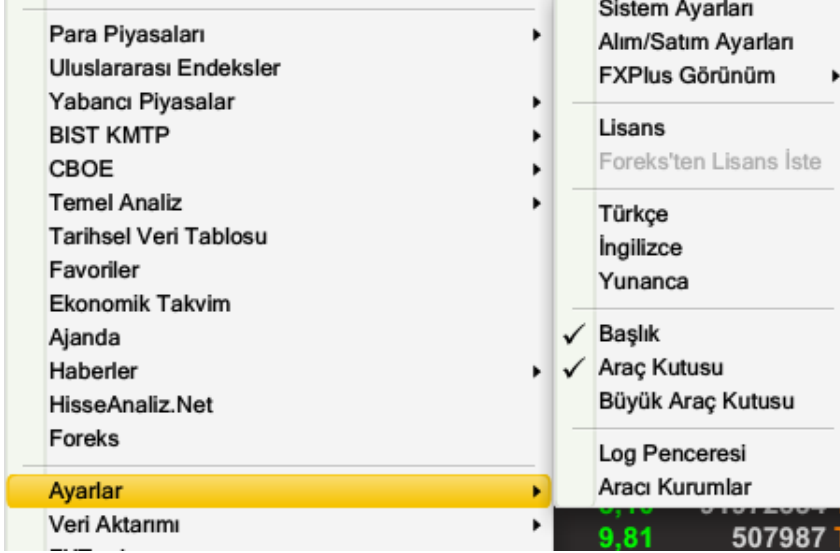 Para Piyasaları
Uluslararası Endeksler
Yabancı Piyasalar
BIST KMTP
CBOE
Temel Analiz
Tarihsel Veri Tablosu
Favoriler
Ekonomik Takvim
Ajanda
Haberler
HisseAnaliz.Net
Foreks
Ayarlar
Veri Aktarımı
Sistem Ayarları
Alım/Satım Ayarları
FXPlus Görünüm
Lisans
Foreks'ten Lisans İste
Türkçe
İngilizce
Yunanca
Başlık
Araç Kutusu
Büyük Araç Kutusu
Log Penceresi
Aracı Kurumlar
9,81 507987